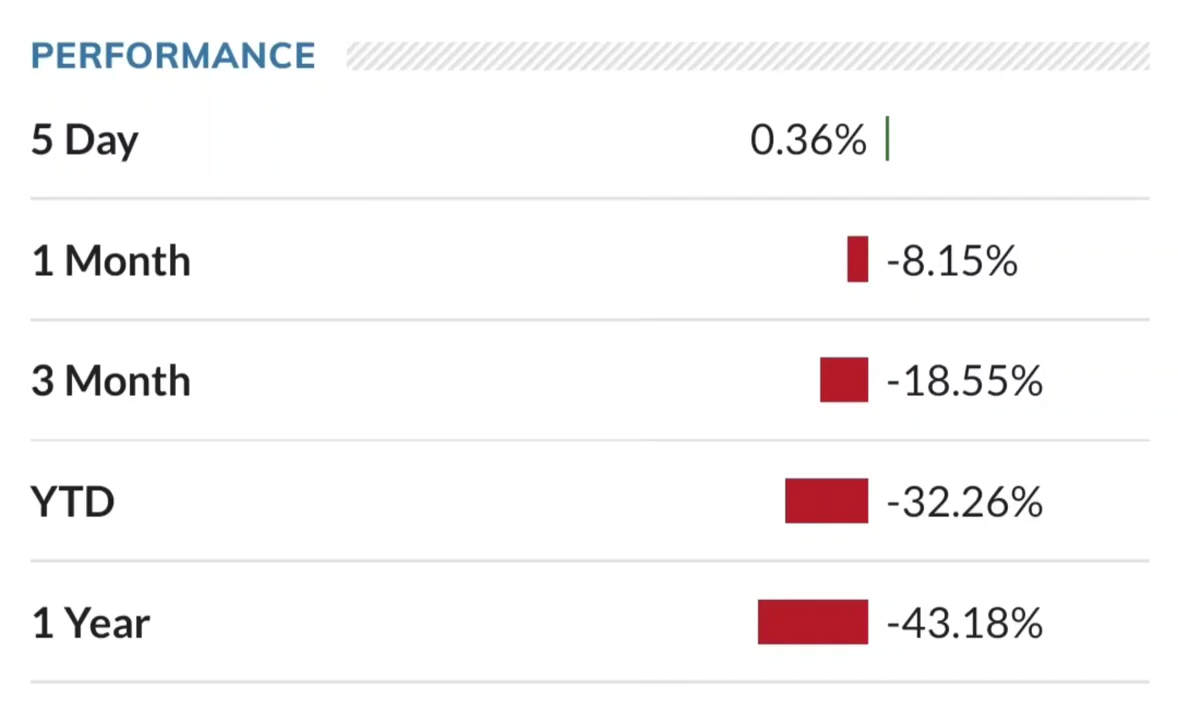 PERFORMANCE
5 Day 0.36%
1 Month -8.15%
3 Month -18.55%
YTD -32.26%
1 Year -43.18%